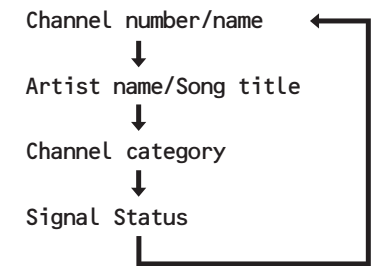 Channel number/name
Artist name/Song title
Channel category
Signal Status